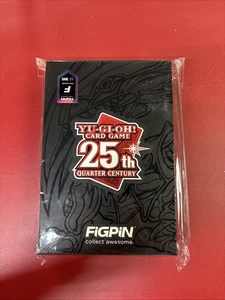 YU-GI-OH!
CARD GAME
25th
QUARTER CENTURY
FiGPiN
collect awesome.